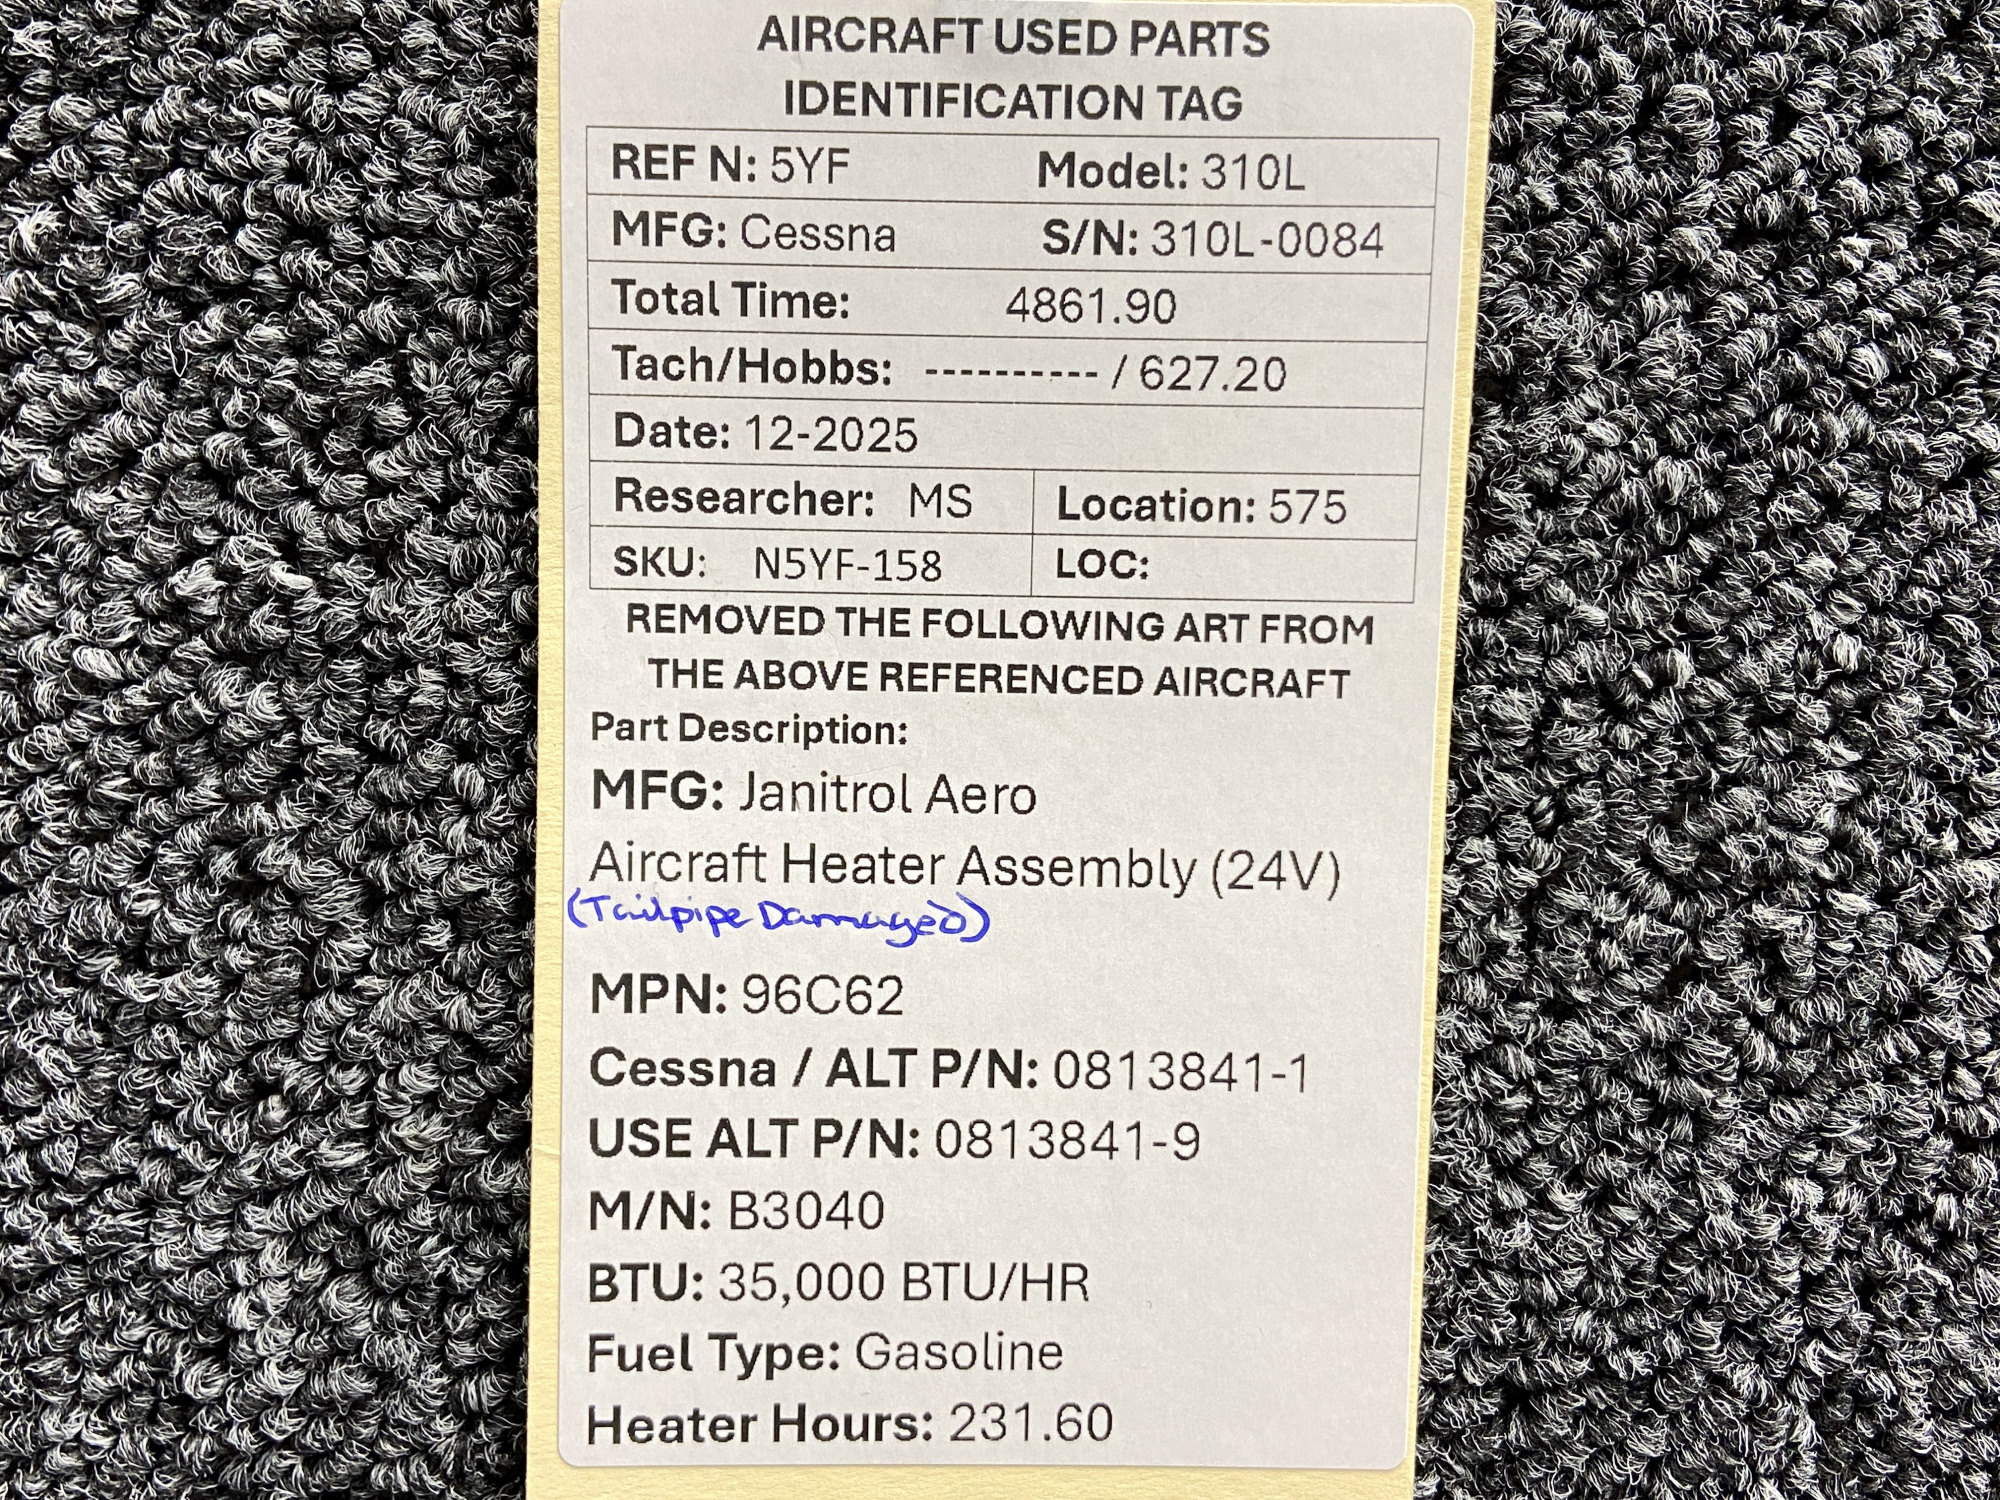 AIRCRAFT USED PARTS
IDENTIFICATION TAG
REF N: 5YF Model: 310L
MFG: Cessna S/N: 310L-0084
Total Time: 4861.90
Tach/Hobbs: ---------- / 627.20
Date: 12-2025
Researcher: MS Location: 575
SKU: N5YF-158 LOC:
REMOVED THE FOLLOWING ART FROM
THE ABOVE REFERENCED AIRCRAFT
Part Description:
MFG: Janitrol Aero
Aircraft Heater Assembly (24V)
(Tailpipe Damaged)
MPN: 96C62
Cessna / ALT P/N: 0813841-1
USE ALT P/N: 0813841-9
M/N: B3040
BTU: 35,000 BTU/HR
Fuel Type: Gasoline
Heater Hours: 231.60